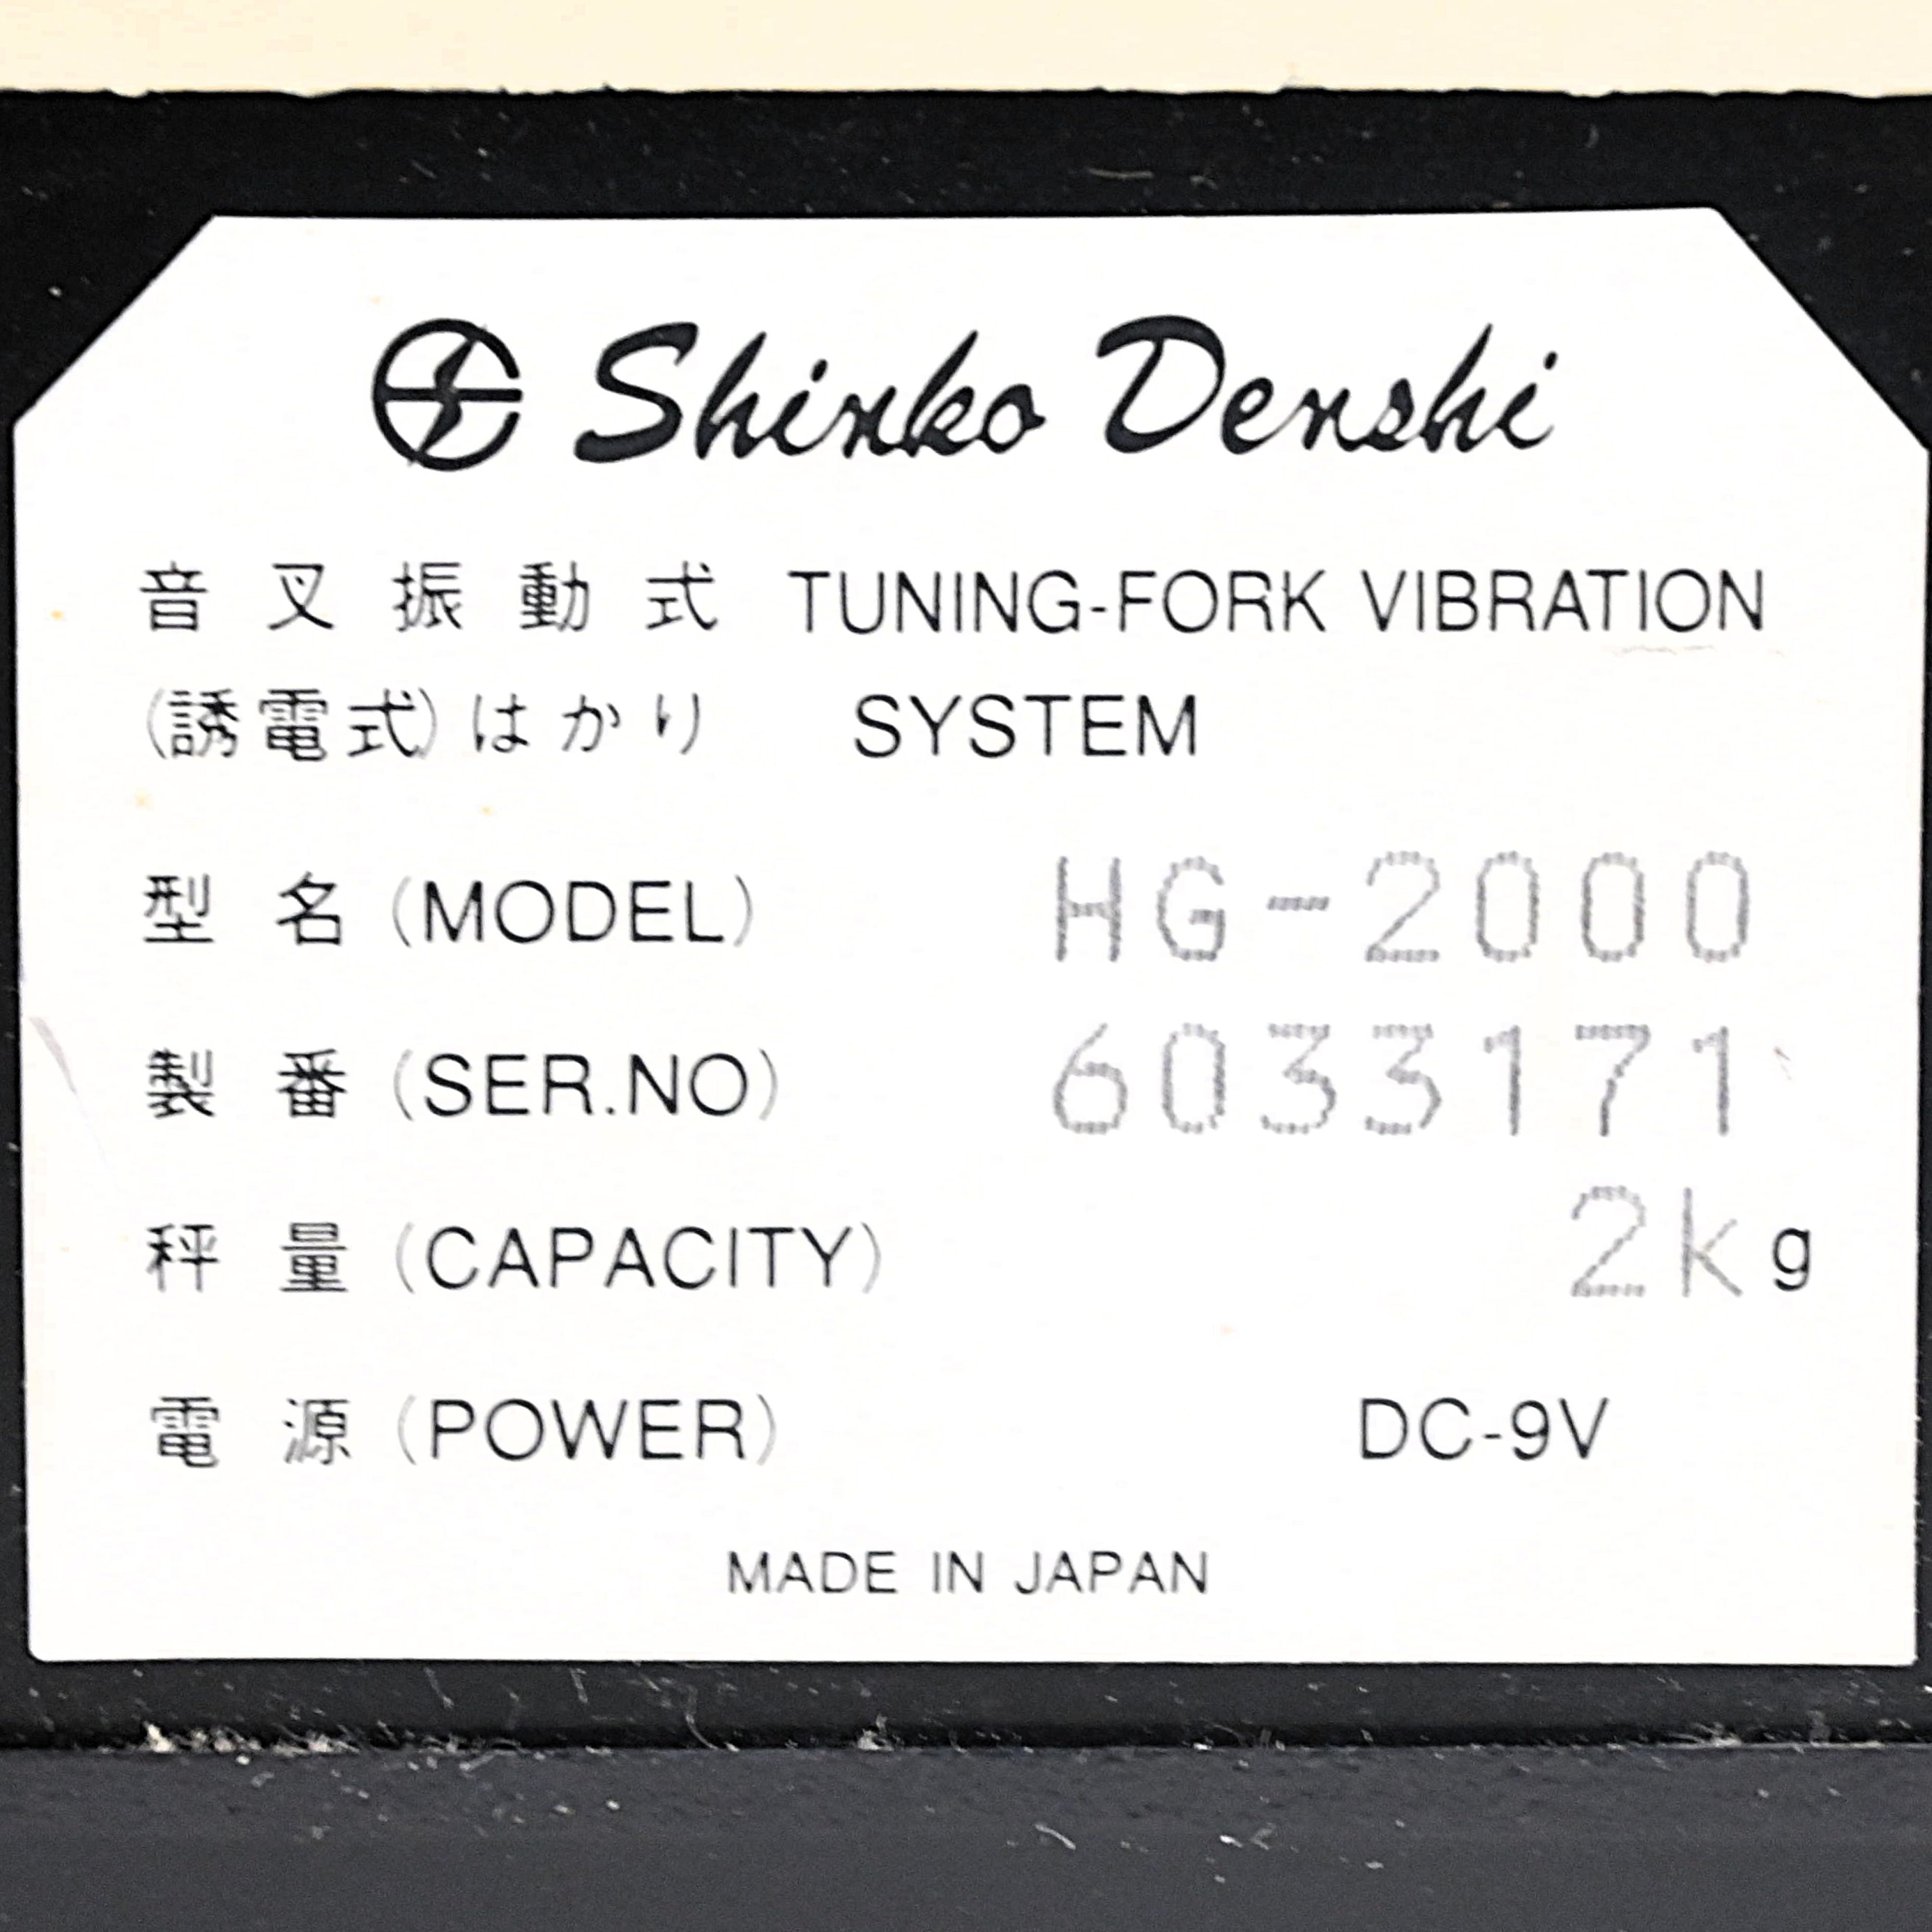 Shinko Denshi
音叉振動式 TUNING-FORK VIBRATION
(誘電式)はかり SYSTEM
型名(MODEL) HG-2000
製番(SER.NO) 6033171
秤量(CAPACITY) 2kg
電源(POWER) DC-9V
MADE IN JAPAN